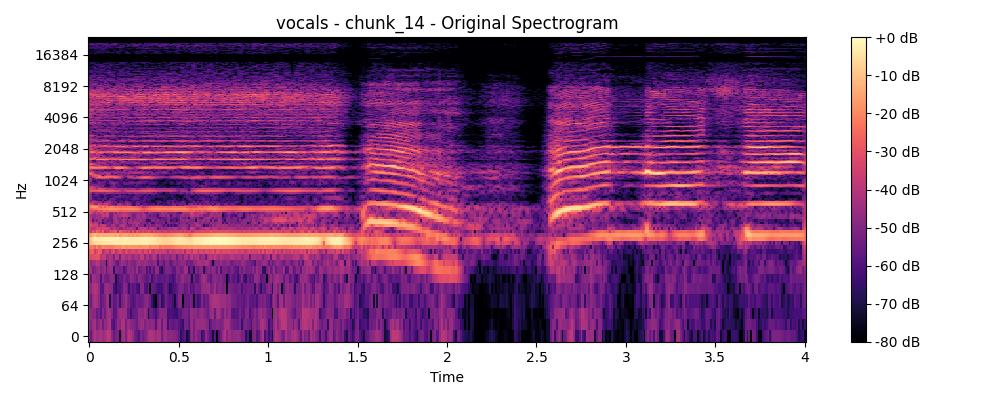 vocals - chunk_14 - Original Spectrogram
Hz
16384
8192
4096
2048
1024
512
256
128
64
0
0 0.5 1 1.5 2 2.5 3 3.5 4
Time
+0 dB
-10 dB
-20 dB
-30 dB
-40 dB
-50 dB
-60 dB
-70 dB
-80 dB